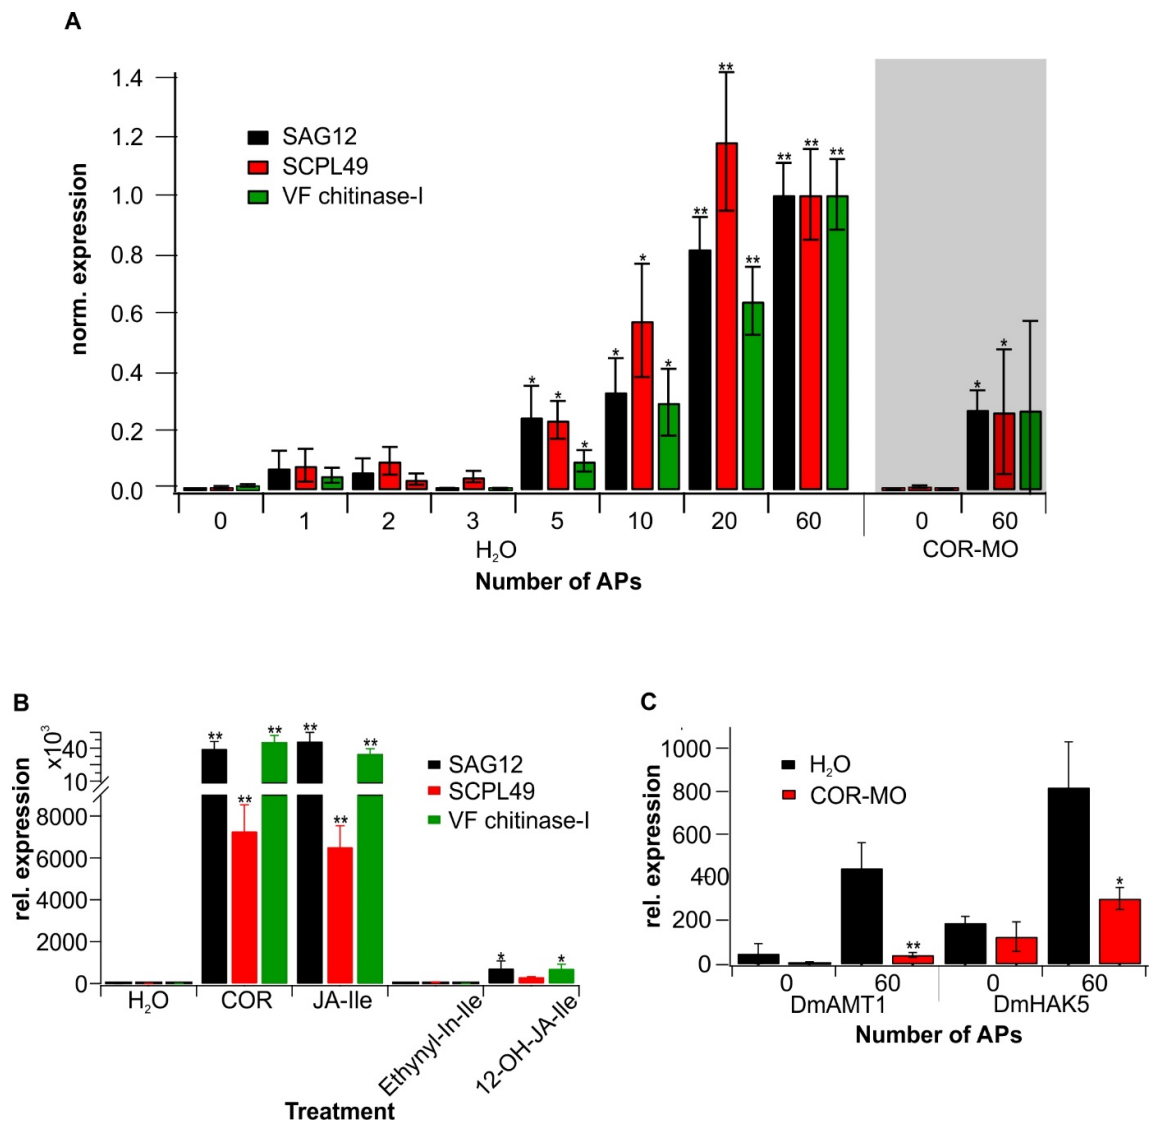 A
norm. expression
1.4
1.2
1.0
0.8
0.6
0.4
0.2
0.0
SAG12
SCPL49
VF chitinase-I
** 
** ** ** **
* * * * * * ** ** * *
0 1 2 3 5 10 20 60 0 60
H₂O COR-MO
Number of APs
B
rel. expression
x10³
40
10
8000
6000
4000
2000
0
** ** ** **
** **
* *
SAG12
SCPL49
VF chitinase-I
H₂O COR JA-Ile Ethynyl-In-Ile 12-OH-JA-Ile
Treatment
C
rel. expression
1000
800
600
400
200
0
H₂O
COR-MO
** *
0 60 0 60
DmAMT1 DmHAK5
Number of APs